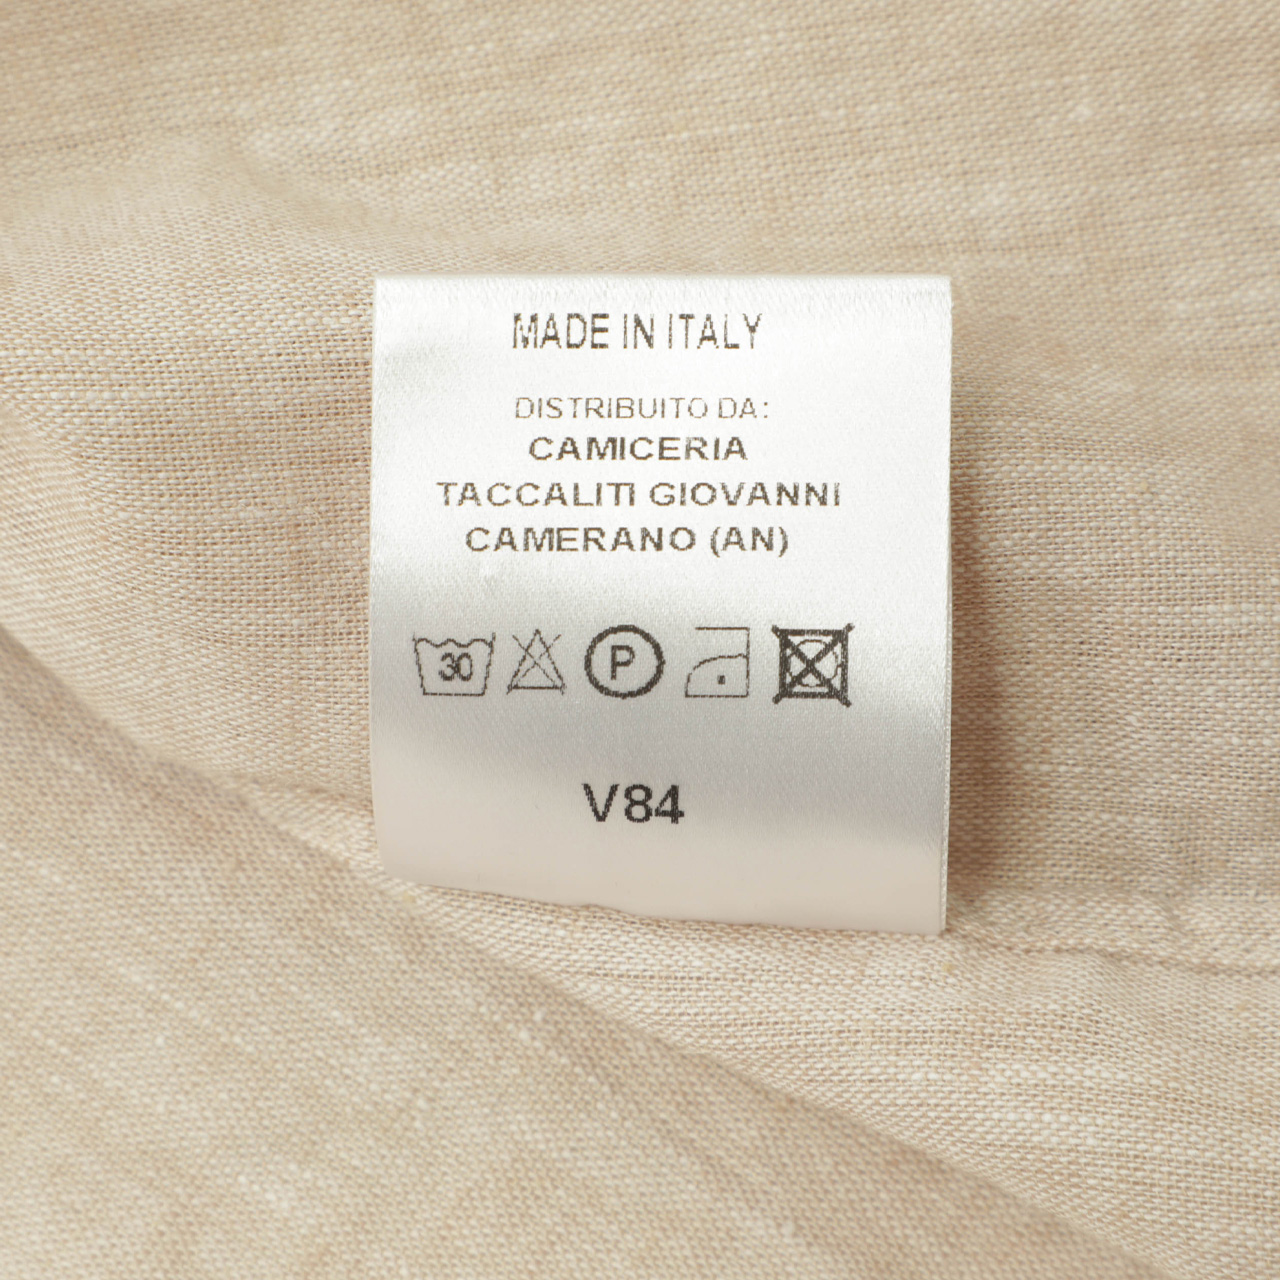 MADE IN ITALY
DISTRIBUITO DA:
CAMICERIA
TACCALITI GIOVANNI
CAMERANO (AN)
30 P
V84